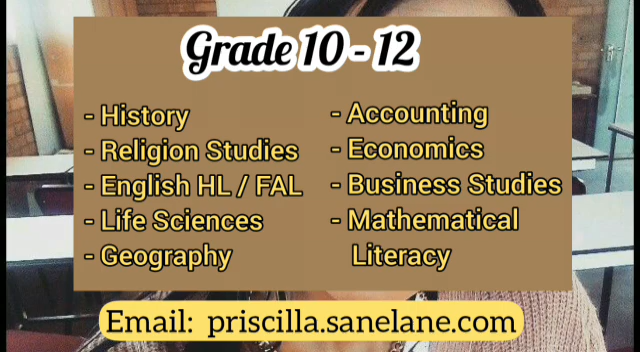 Grade 10 - 12
- History
- Religion Studies
- English HL / FAL
- Life Sciences
- Geography
- Accounting
- Economics
- Business Studies
- Mathematical
Literacy
Email: priscilla.sanelane.com